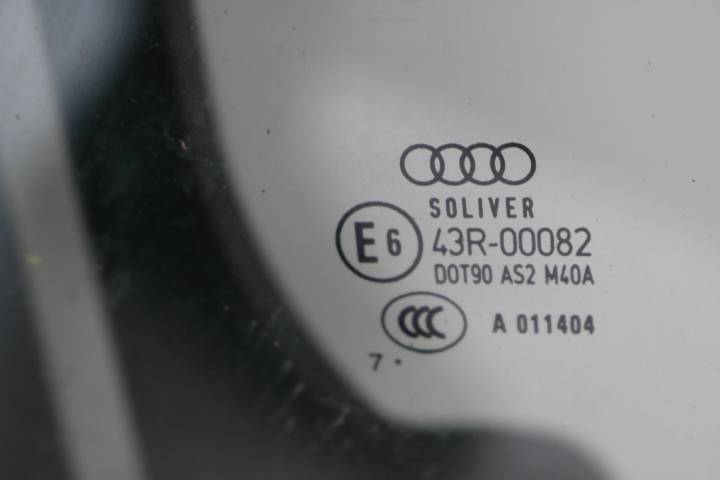 SOLIVER
E6 43R-00082
DOT90 AS2 M40A
CCC A 011404
7 •